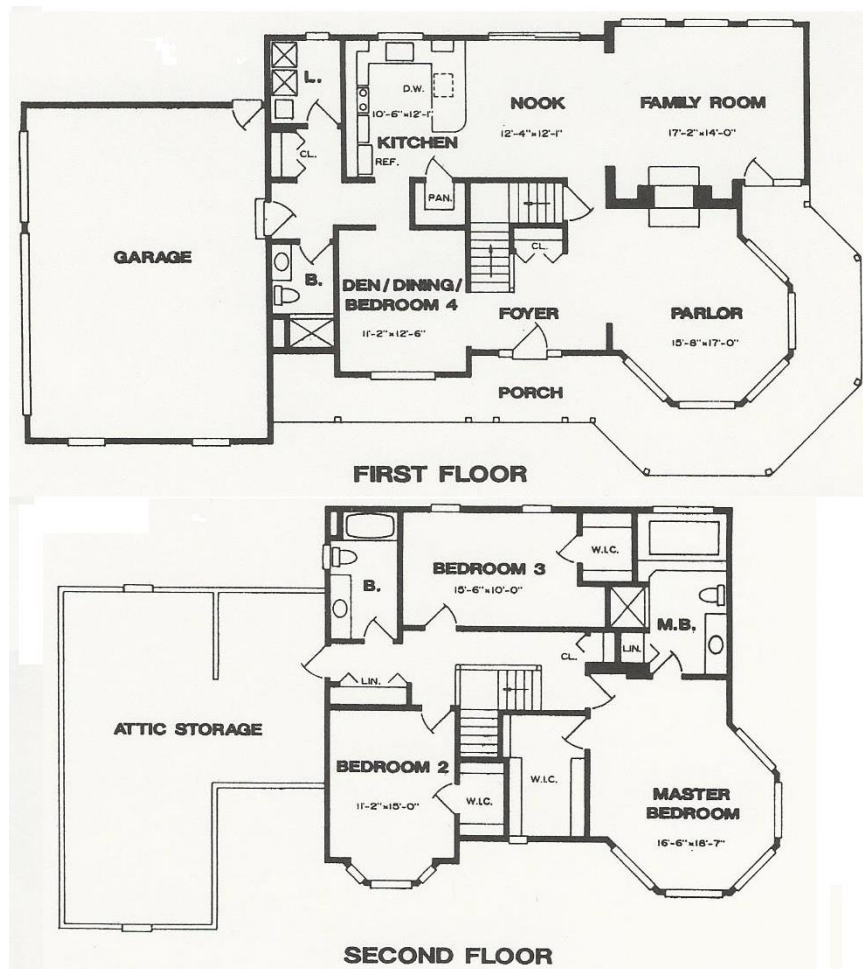 L.
D.W.
10'-6"x12'-1"
KITCHEN
REF.
NOOK
12'-4"x12'-1"
FAMILY ROOM
17'-2"x14'-0"
CL.
PAN.
GARAGE
B.
DEN/DINING/
BEDROOM 4
11'-2"x12'-6"
CL.
FOYER
PARLOR
15'-8"x17'-0"
PORCH
FIRST FLOOR
B.
BEDROOM 3
15'-6"x10'-0"
W.I.C.
M.B.
LIN.
CL.
LIN.
ATTIC STORAGE
BEDROOM 2
11'-2"x15'-0"
W.I.C.
W.I.C.
MASTER
BEDROOM
16'-6"x18'-7"
SECOND FLOOR